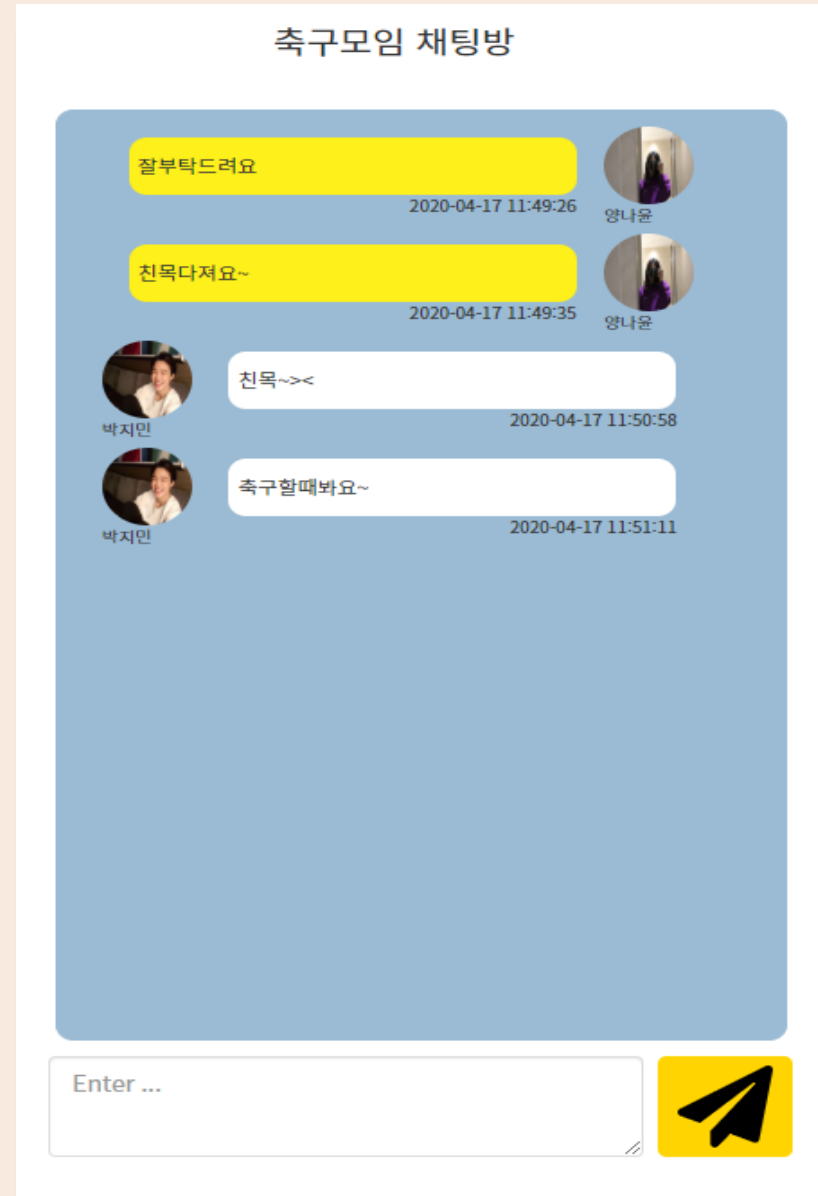 축구모임 채팅방
잘부탁드려요
2020-04-17 11:49:26
양나윤
친목다져요~
2020-04-17 11:49:35
양나윤
친목~><
2020-04-17 11:50:58
박지민
축구할때봐요~
2020-04-17 11:51:11
박지민
Enter ...